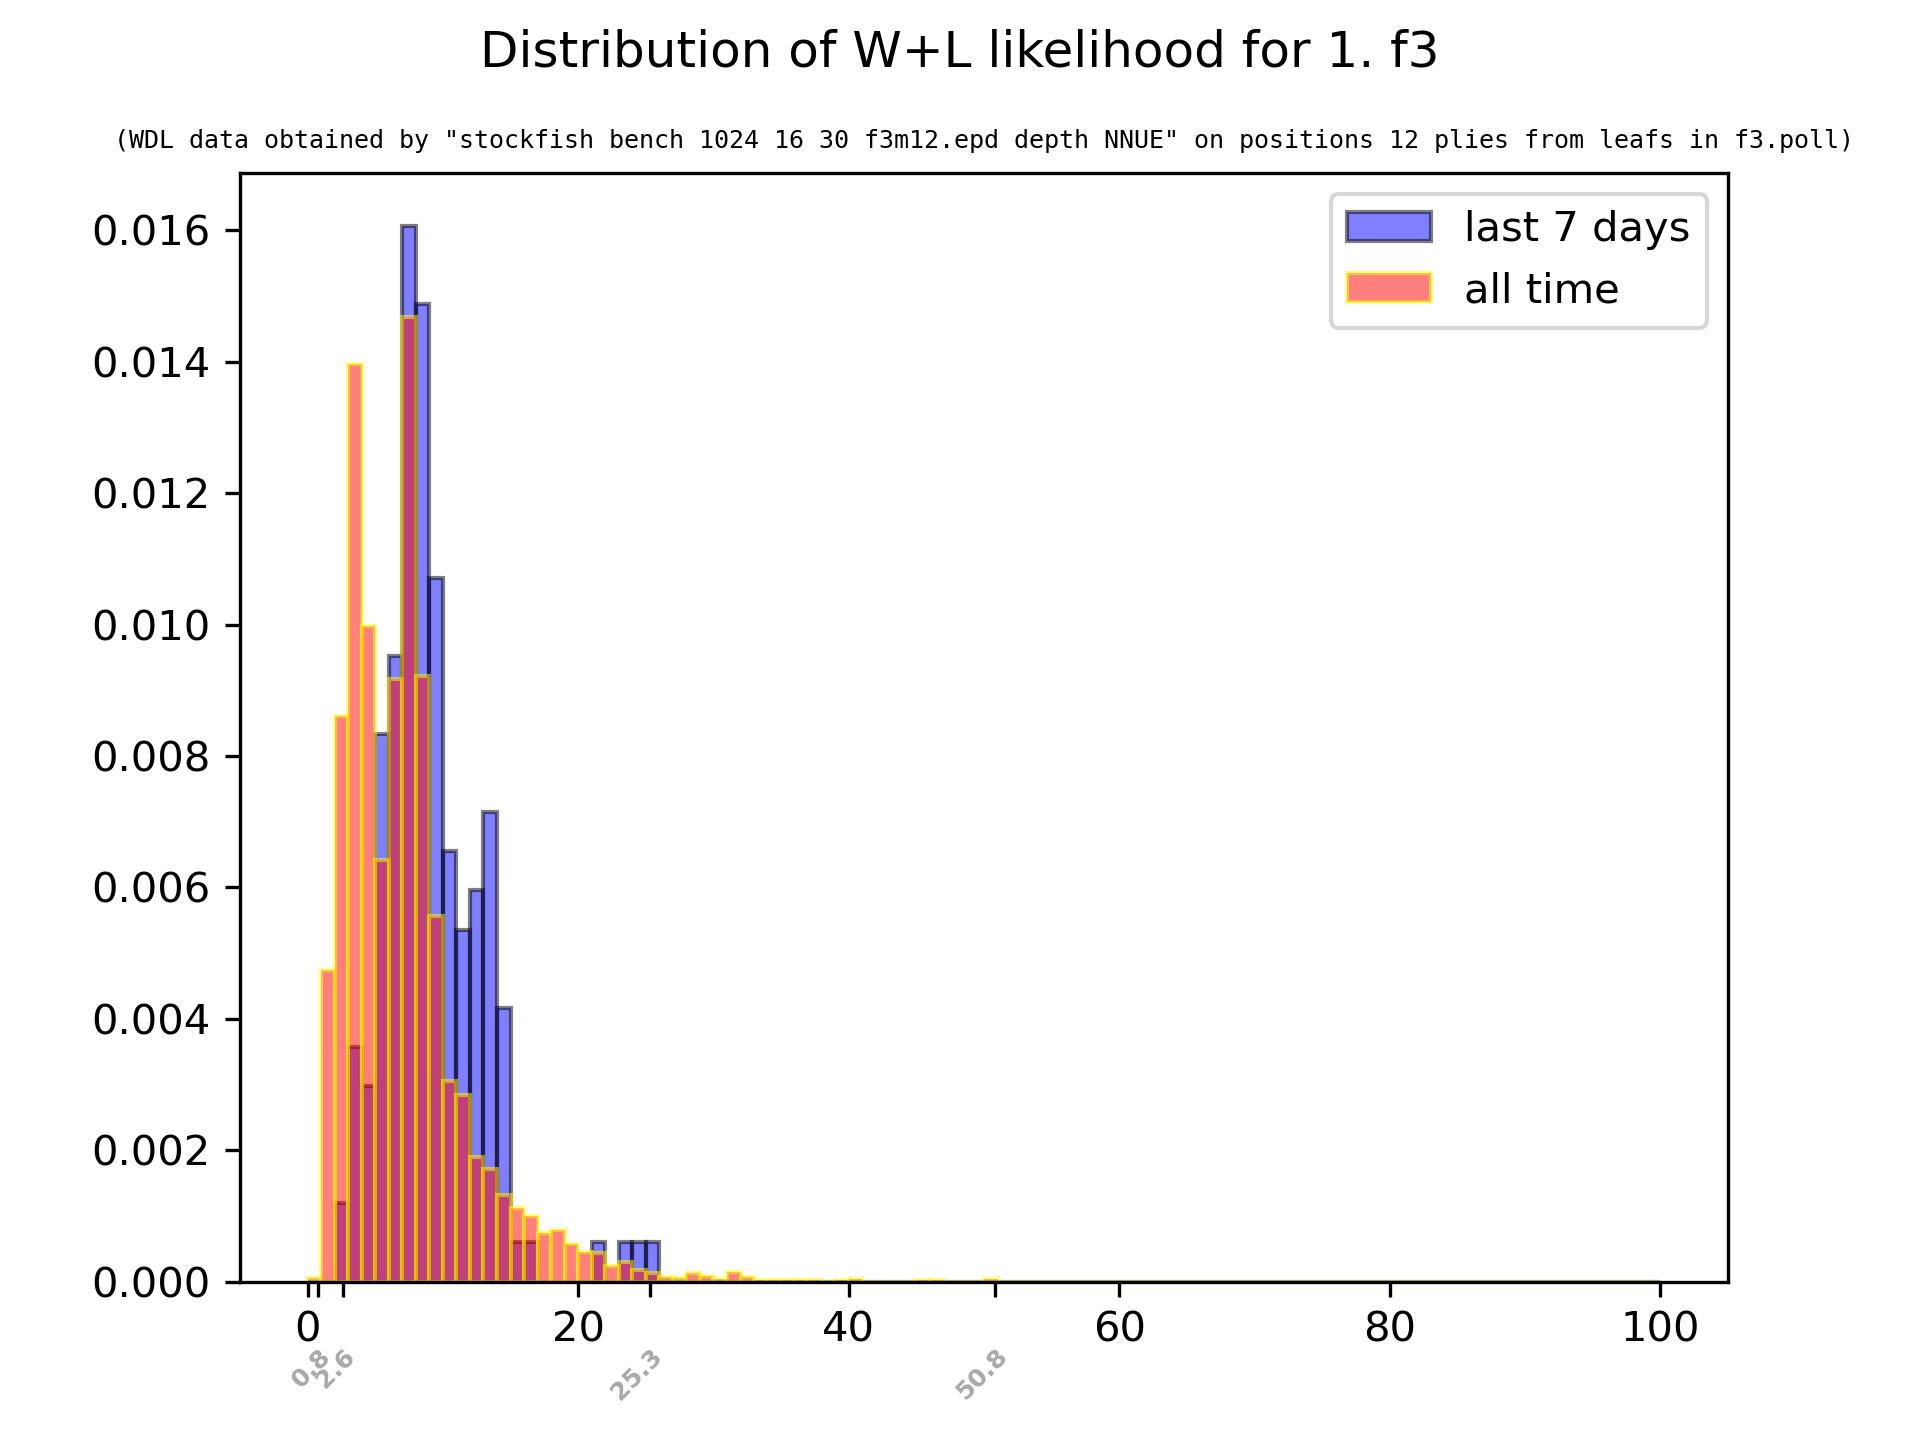 Distribution of W+L likelihood for 1. f3
(WDL data obtained by "stockfish bench 1024 16 30 f3m12.epd depth NNUE" on positions 12 plies from leafs in f3.poll)
last 7 days
all time
0.016
0.014
0.012
0.010
0.008
0.006
0.004
0.002
0.000
0 20 40 60 80 100
0.8 2.6 25.3 50.8